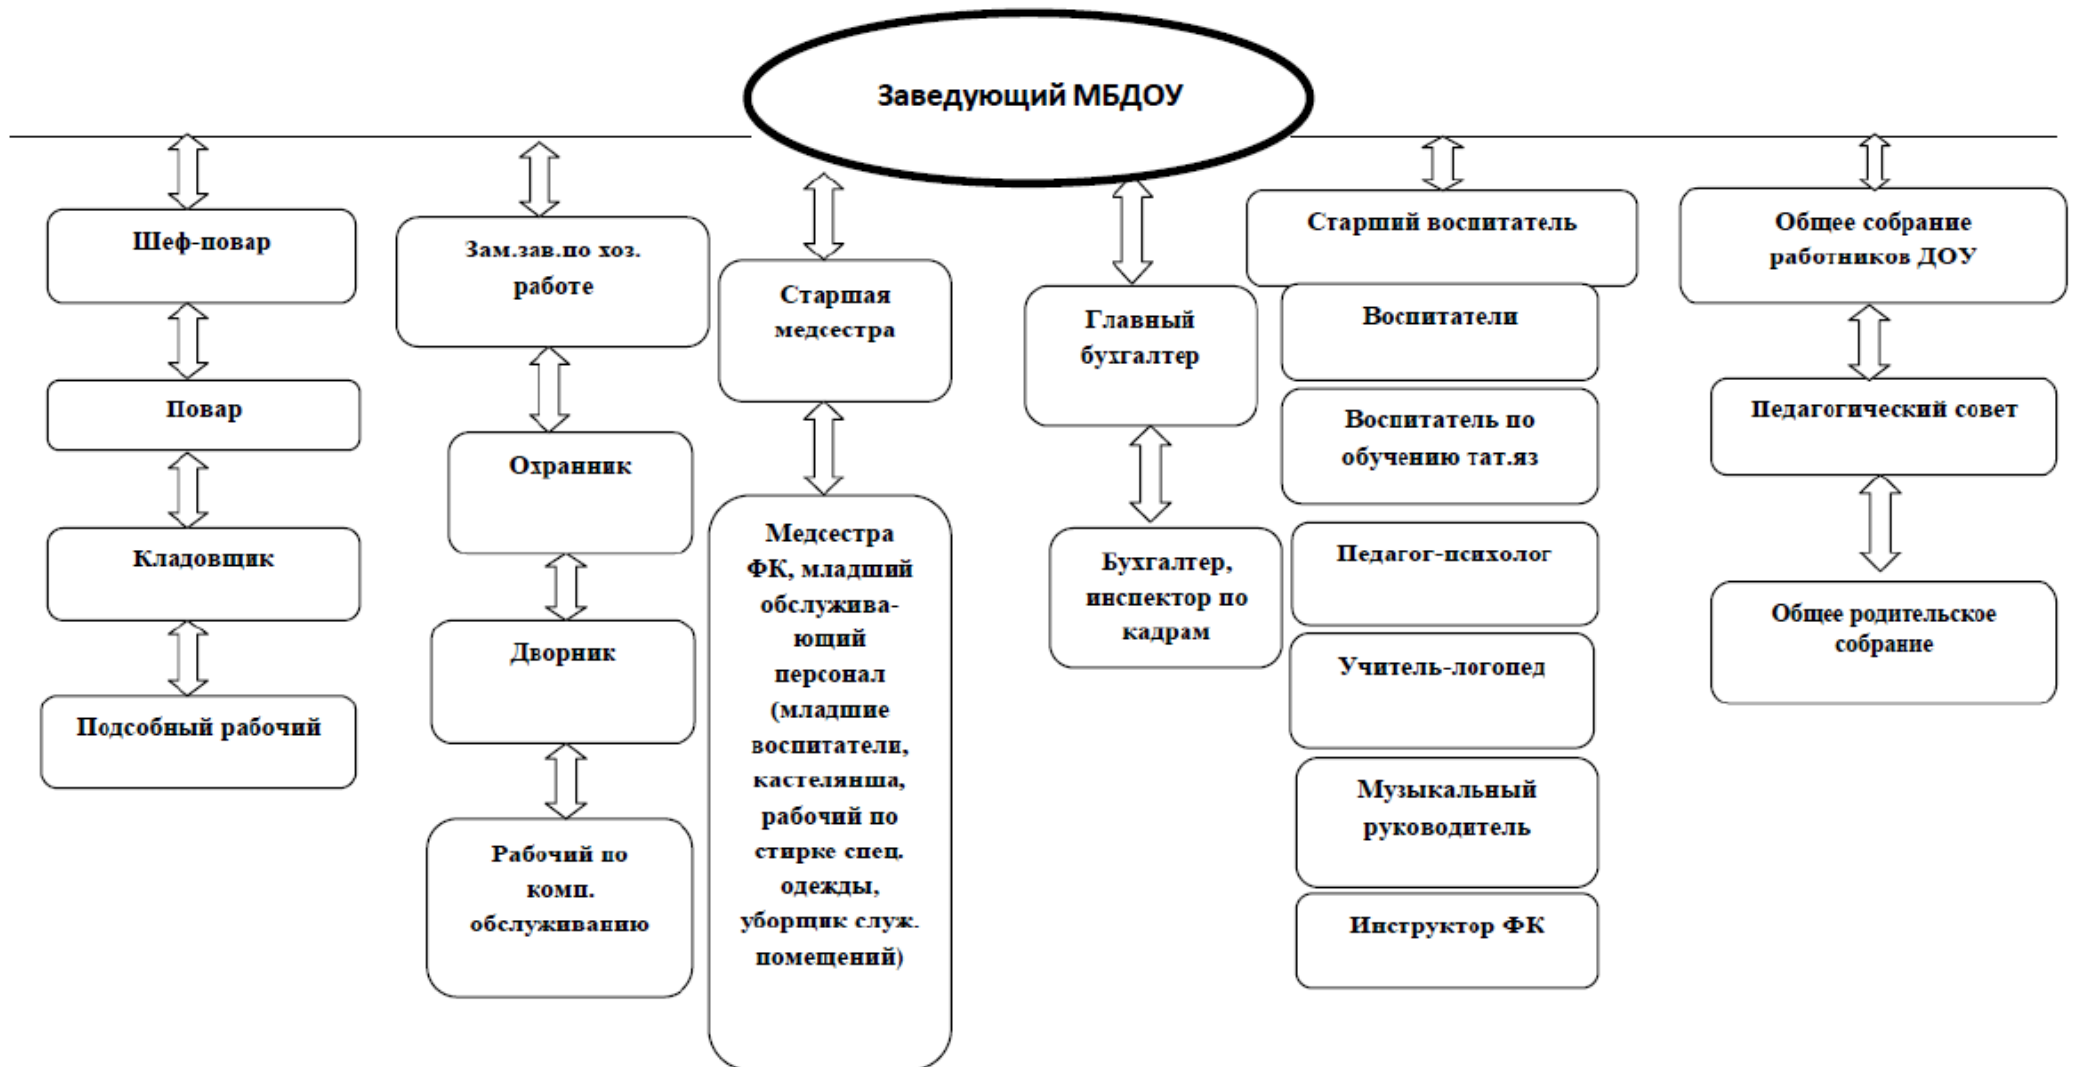 Заведующий МБДОУ
Шеф-повар
Повар
Кладовщик
Подсобный рабочий
Зам.зав.по хоз.
работе
Охранник
Дворник
Рабочий по
комп.
обслуживанию
Старшая
медсестра
Медсестра
ФК, младший
обслужива-
ющий
персонал
(младшие
воспитатели,
кастелянша,
рабочий по
стирке спец.
одежды,
уборщик служ.
помещений)
Главный
бухгалтер
Бухгалтер,
инспектор по
кадрам
Старший воспитатель
Воспитатели
Воспитатель по
обучению тат.яз
Педагог-психолог
Учитель-логопед
Музыкальный
руководитель
Инструктор ФК
Общее собрание
работников ДОУ
Педагогический совет
Общее родительское
собрание